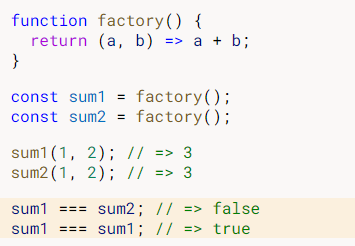 function factory() {
  return (a, b) => a + b;
}
const sum1 = factory();
const sum2 = factory();
sum1(1, 2); // => 3
sum2(1, 2); // => 3
sum1 === sum2; // => false
sum1 === sum1; // => true